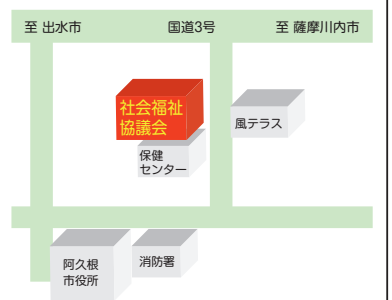 至 出水市
国道3号
至 薩摩川内市
社会福祉
協議会
風テラス
保健
センター
阿久根
市役所
消防署